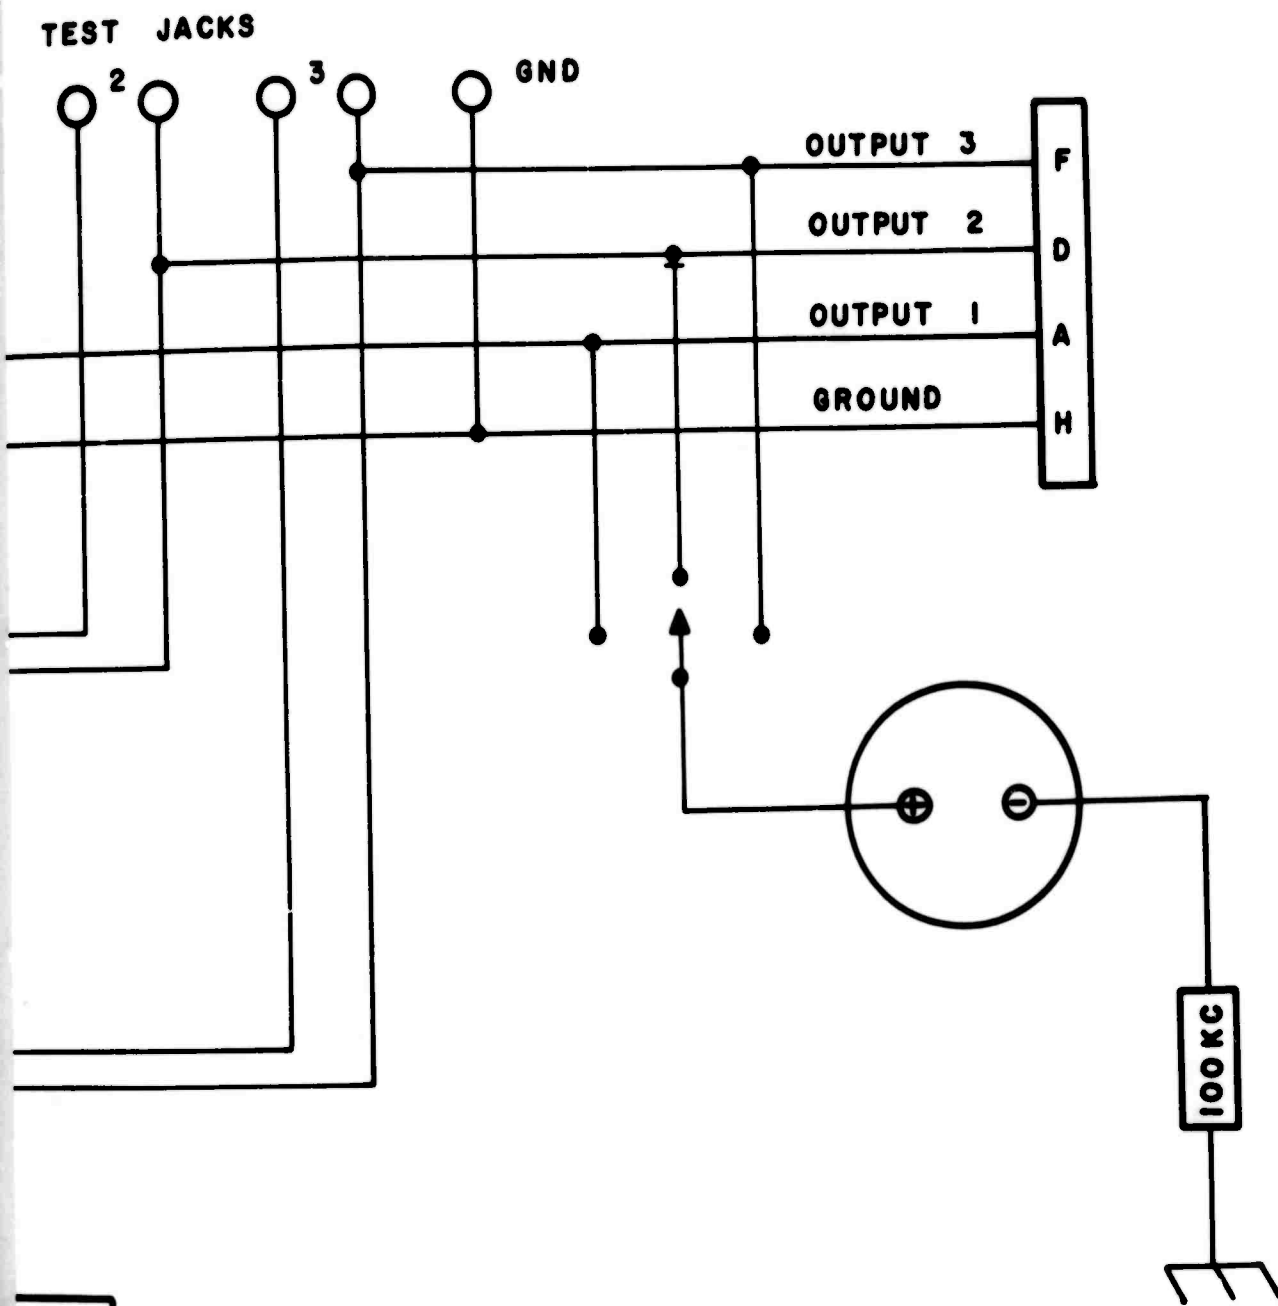 TEST JACKS
2
3
GND
OUTPUT 3
F
OUTPUT 2
D
OUTPUT 1
A
GROUND
H
+
-
100KC